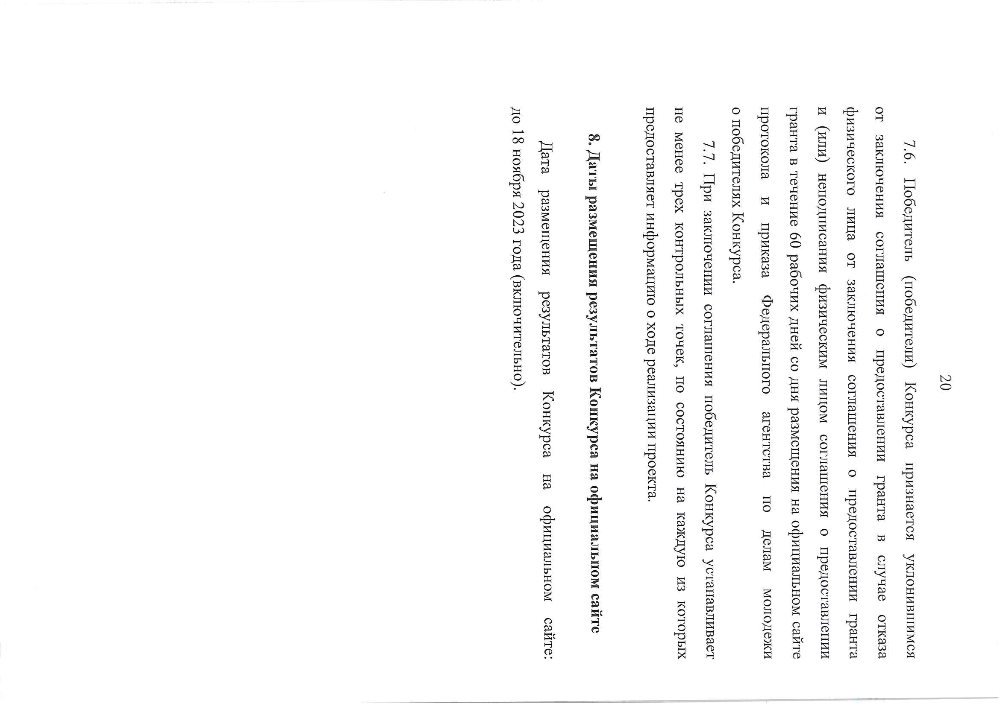 20
7.6. Победитель (победители) Конкурса признается уклонившимся
от заключения соглашения о предоставлении гранта в случае отказа
физического лица от заключения соглашения о предоставлении гранта
и (или) неподписания физическим лицом соглашения о предоставлении
гранта в течение 60 рабочих дней со дня размещения на официальном сайте
протокола и приказа Федерального агентства по делам молодежи
о победителях Конкурса.
7.7. При заключении соглашения победитель Конкурса устанавливает
не менее трех контрольных точек, по состоянию на каждую из которых
предоставляет информацию о ходе реализации проекта.
8. Даты размещения результатов Конкурса на официальном сайте
Дата размещения результатов Конкурса на официальном сайте:
до 18 ноября 2023 года (включительно).